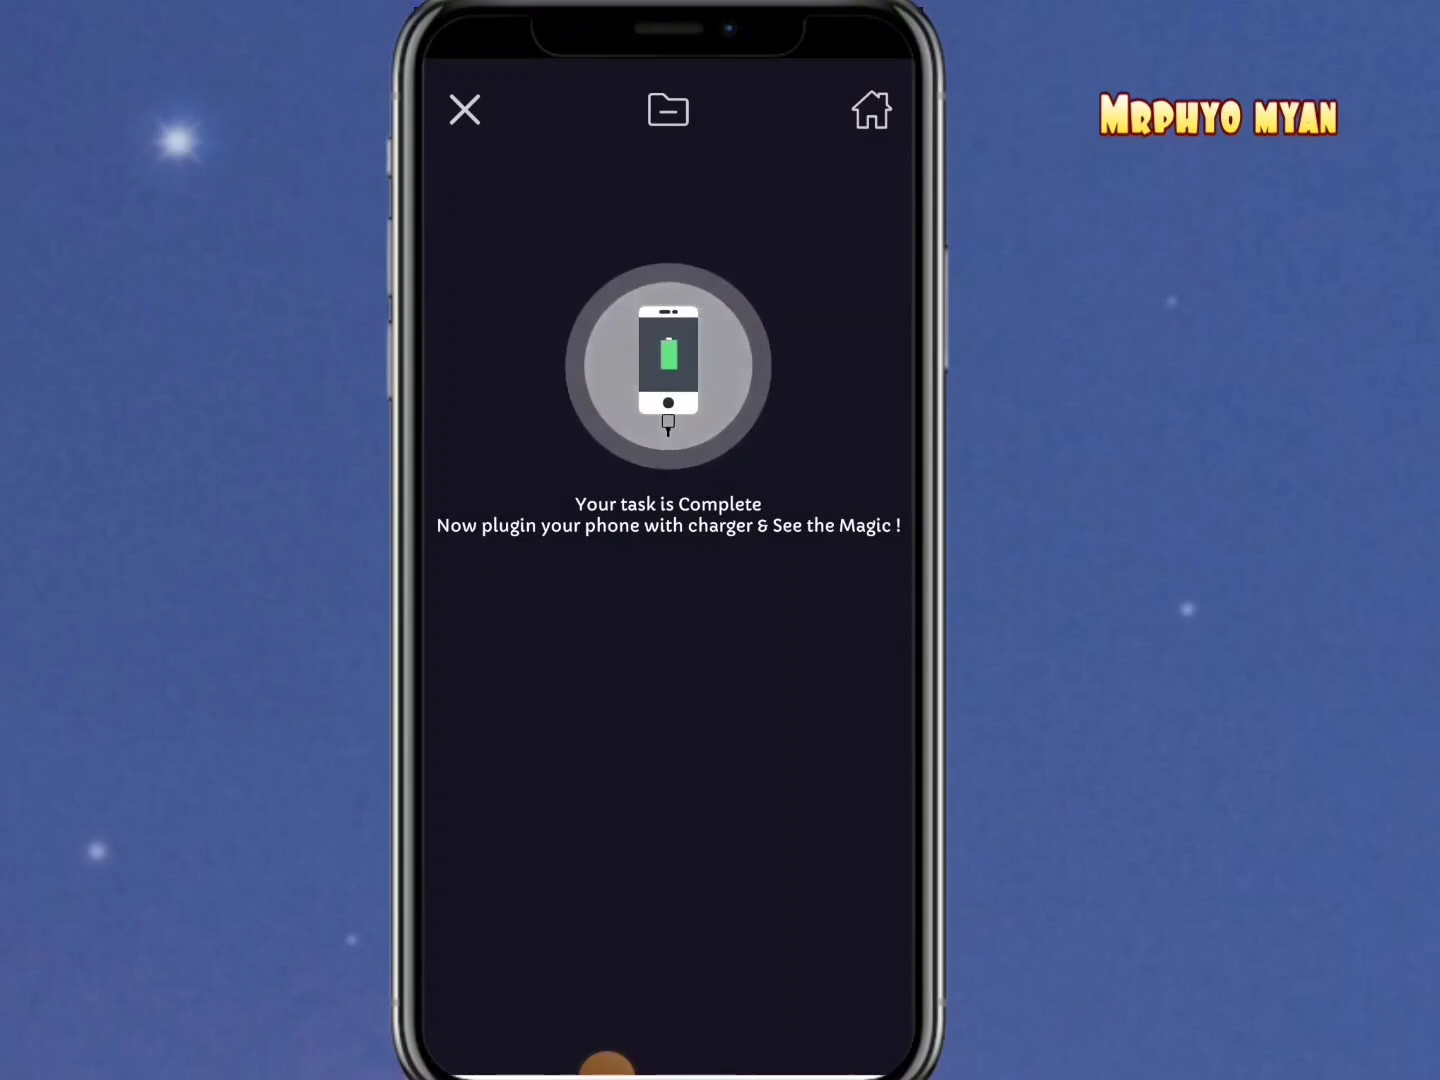 Mrphyo myan
Your task is Complete
Now plugin your phone with charger & See the Magic !